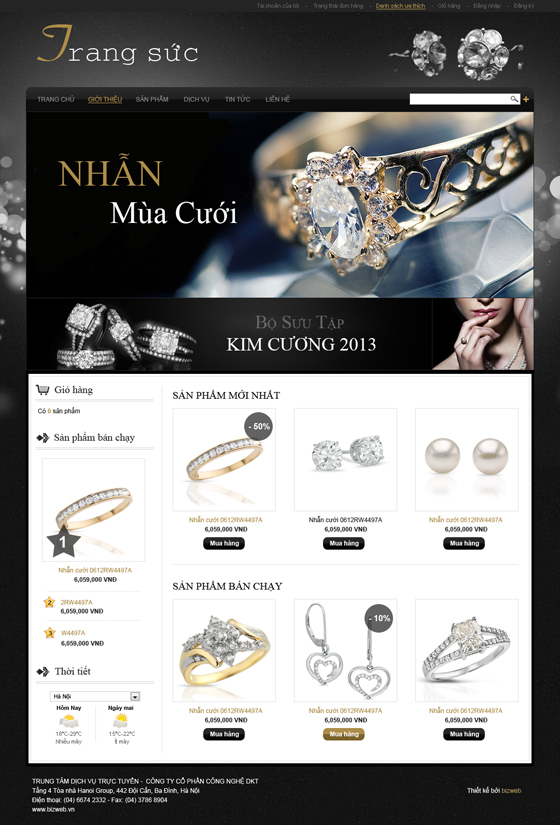 Tài khoản của tôi - Trạng thái đơn hàng - Danh sách ưa thích - Giỏ hàng - Đăng nhập - Đăng ký
Trang sức
TRANG CHỦ GIỚI THIỆU SẢN PHẨM DỊCH VỤ TIN TỨC LIÊN HỆ
NHẪN
Mùa Cưới
BỘ SƯU TẬP
KIM CƯƠNG 2013
Giỏ hàng
Có 0 sản phẩm
Sản phẩm bán chạy
1
Nhẫn cưới 0612RW4497A
6,059,000 VNĐ
2 2RW4497A
6,059,000 VNĐ
3 W4497A
6,059,000 VNĐ
Thời tiết
Hà Nội
Hôm Nay Ngày mai
18°C-29°C 15°C-22°C
Nhiều mây Ít mây
SẢN PHẨM MỚI NHẤT
- 50%
Nhẫn cưới 0612RW4497A Nhẫn cưới 0612RW4497A Nhẫn cưới 0612RW4497A
6,059,000 VNĐ 6,059,000 VNĐ 6,059,000 VNĐ
Mua hàng Mua hàng Mua hàng
SẢN PHẨM BÁN CHẠY
- 10%
Nhẫn cưới 0612RW4497A Nhẫn cưới 0612RW4497A Nhẫn cưới 0612RW4497A
6,059,000 VNĐ 6,059,000 VNĐ 6,059,000 VNĐ
Mua hàng Mua hàng Mua hàng
TRUNG TÂM DỊCH VỤ TRỰC TUYẾN - CÔNG TY CỔ PHẦN CÔNG NGHỆ DKT
Tầng 4 Tòa nhà Hanoi Group, 442 Đội Cấn, Ba Đình, Hà Nội
Điện thoại: (04) 6674 2332 - Fax: (04) 3786 8904
www.bizweb.vn
Thiết kế bởi bizweb